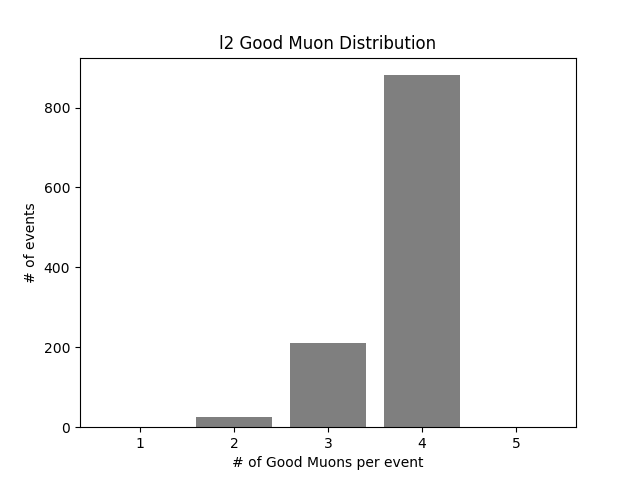 l2 Good Muon Distribution
# of events
800
600
400
200
0
1 2 3 4 5
# of Good Muons per event